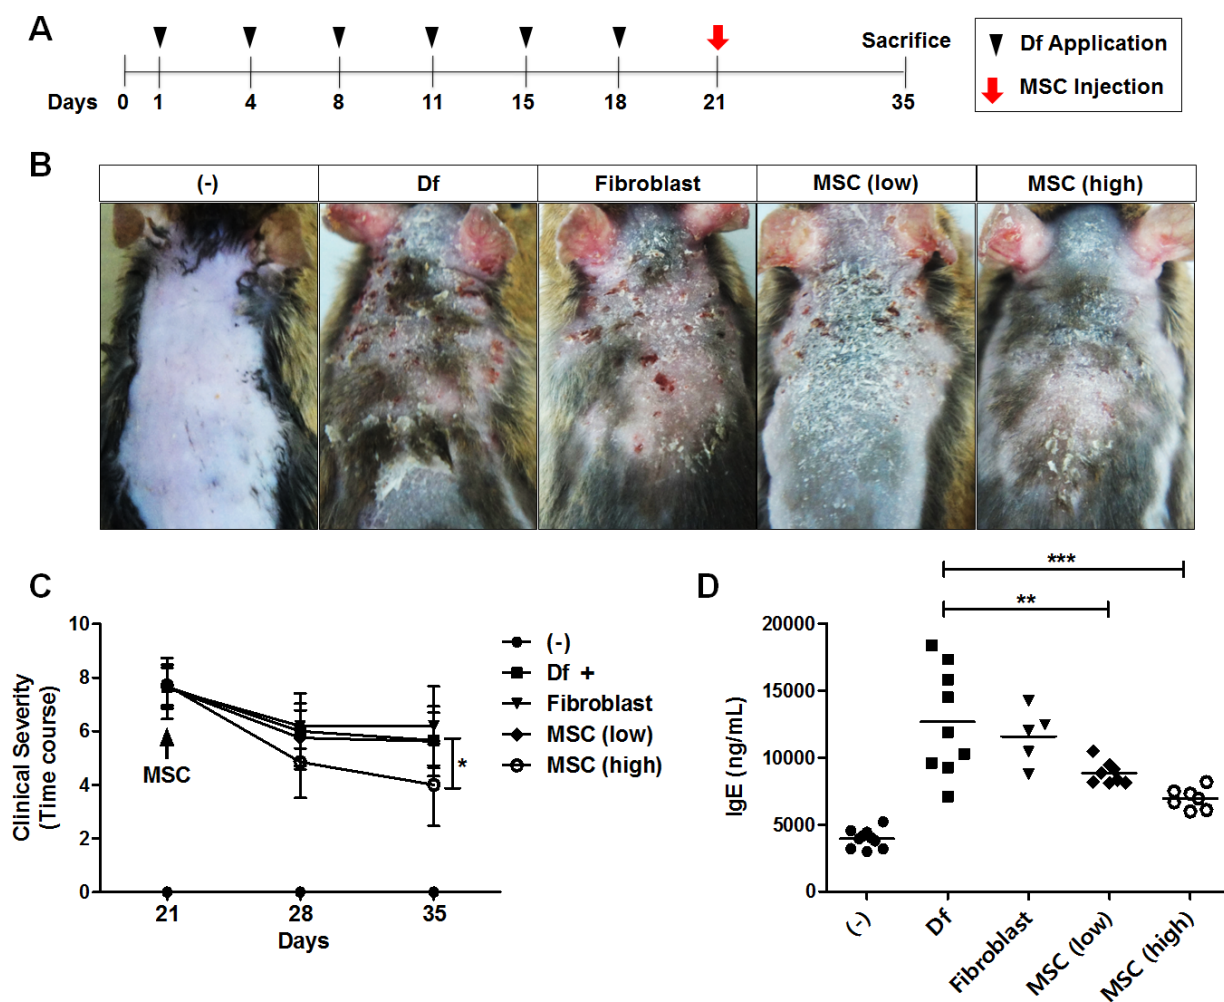 A
Sacrifice
Days 0 1 4 8 11 15 18 21 35
Df Application
MSC Injection
B
(-) Df Fibroblast MSC (low) MSC (high)
C
Clinical Severity
(Time course)
10
8
6
4
2
0
MSC
*
21 28 35
Days
(-)
Df +
Fibroblast
MSC (low)
MSC (high)
D
***
**
IgE (ng/mL)
20000
15000
10000
5000
0
(-) Df Fibroblast MSC (low) MSC (high)